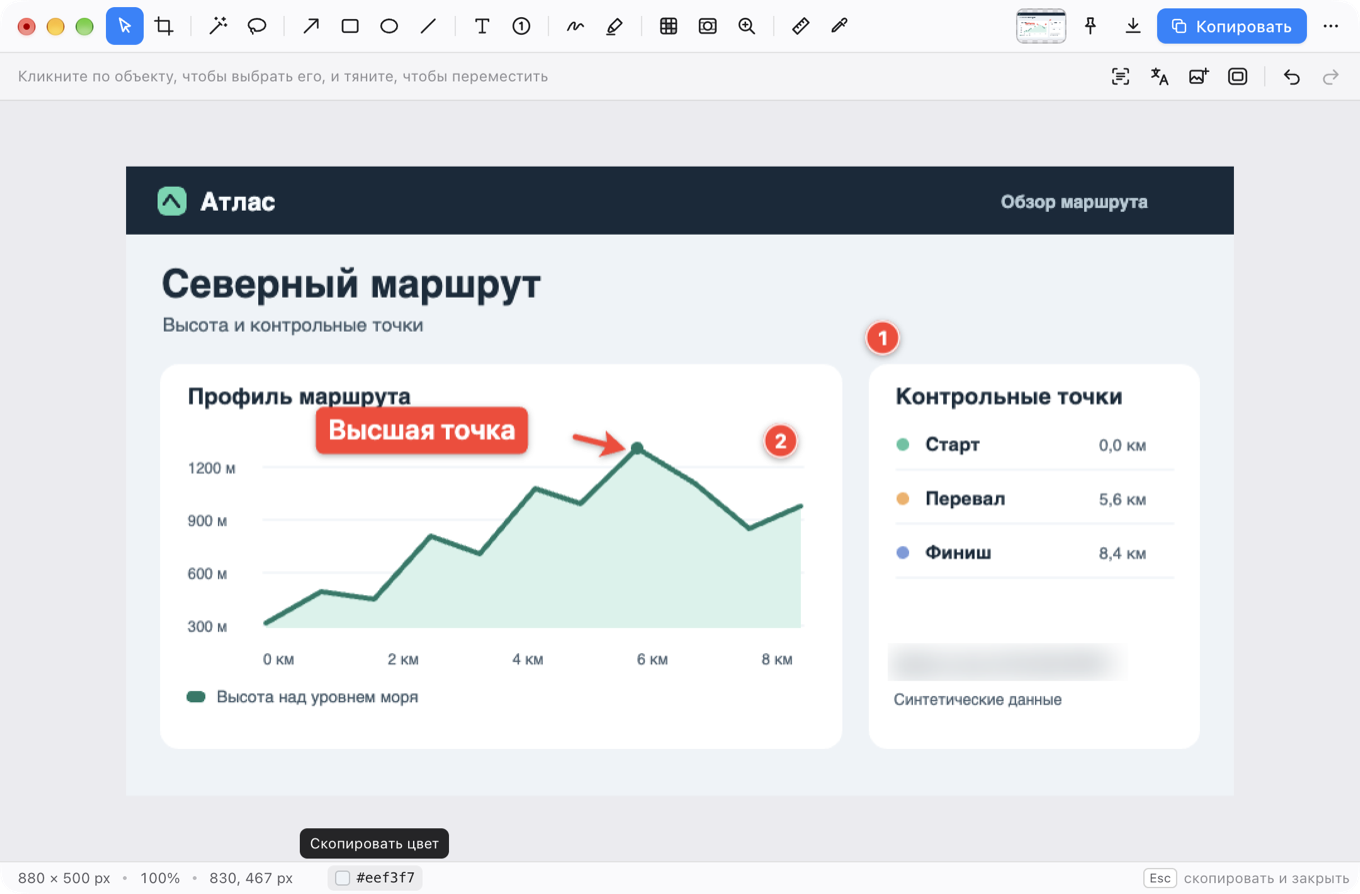 Копировать
Кликните по объекту, чтобы выбрать его, и тяните, чтобы переместить
Атлас
Обзор маршрута
Северный маршрут
Высота и контрольные точки
1
Профиль маршрута
Высшая точка
2
1200 м
900 м
600 м
300 м
0 км
2 км
4 км
6 км
8 км
Высота над уровнем моря
Контрольные точки
Старт 0,0 км
Перевал 5,6 км
Финиш 8,4 км
Синтетические данные
Скопировать цвет
880 × 500 px • 100% • 830, 467 px #eef3f7
Esc скопировать и закрыть